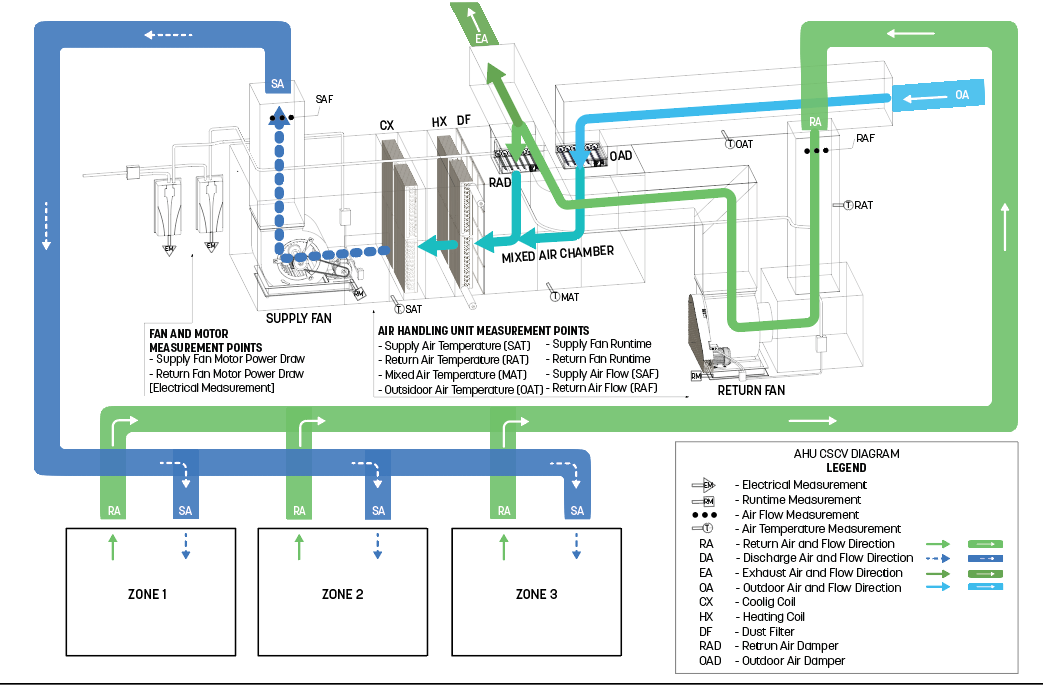 EA
SA
OA
SAF
CX
HX
DF
RA
RAF
T OAT
OAD
RAD
T RAT
EM
EM
MIXED AIR CHAMBER
RM
T MAT
T SAT
SUPPLY FAN
FAN AND MOTOR
MEASUREMENT POINTS
- Supply Fan Motor Power Draw
- Return Fan Motor Power Draw
[Electrical Measurement]
AIR HANDLING UNIT MEASUREMENT POINTS
- Supply Air Temperature (SAT)
- Return Air Temperature (RAT)
- Mixed Air Temperature (MAT)
- Outsidoor Air Temperature (OAT)
- Supply Fan Runtime
- Return Fan Runtime
- Supply Air Flow (SAF)
- Return Air Flow (RAF)
RM
RETURN FAN
RA
SA
RA
SA
RA
SA
ZONE 1
ZONE 2
ZONE 3
AHU CSCV DIAGRAM
LEGEND
EM - Electrical Measurement
RM - Runtime Measurement
- Air Flow Measurement
T - Air Temperature Measurement
RA - Return Air and Flow Direction
DA - Discharge Air and Flow Direction
EA - Exhaust Air and Flow Direction
OA - Outdoor Air and Flow Direction
CX - Coolig Coil
HX - Heating Coil
DF - Dust Filter
RAD - Retrun Air Damper
OAD - Outdoor Air Damper